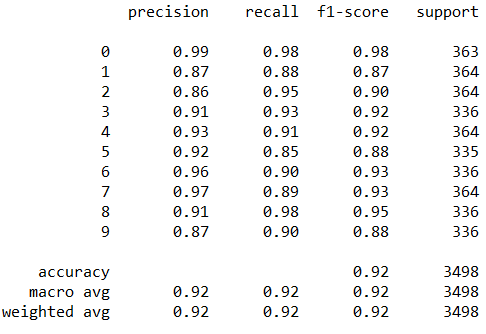 precision recall f1-score support
0 0.99 0.98 0.98 363
1 0.87 0.88 0.87 364
2 0.86 0.95 0.90 364
3 0.91 0.93 0.92 336
4 0.93 0.91 0.92 364
5 0.92 0.85 0.88 335
6 0.96 0.90 0.93 336
7 0.97 0.89 0.93 364
8 0.91 0.98 0.95 336
9 0.87 0.90 0.88 336
accuracy 0.92 3498
macro avg 0.92 0.92 0.92 3498
weighted avg 0.92 0.92 0.92 3498